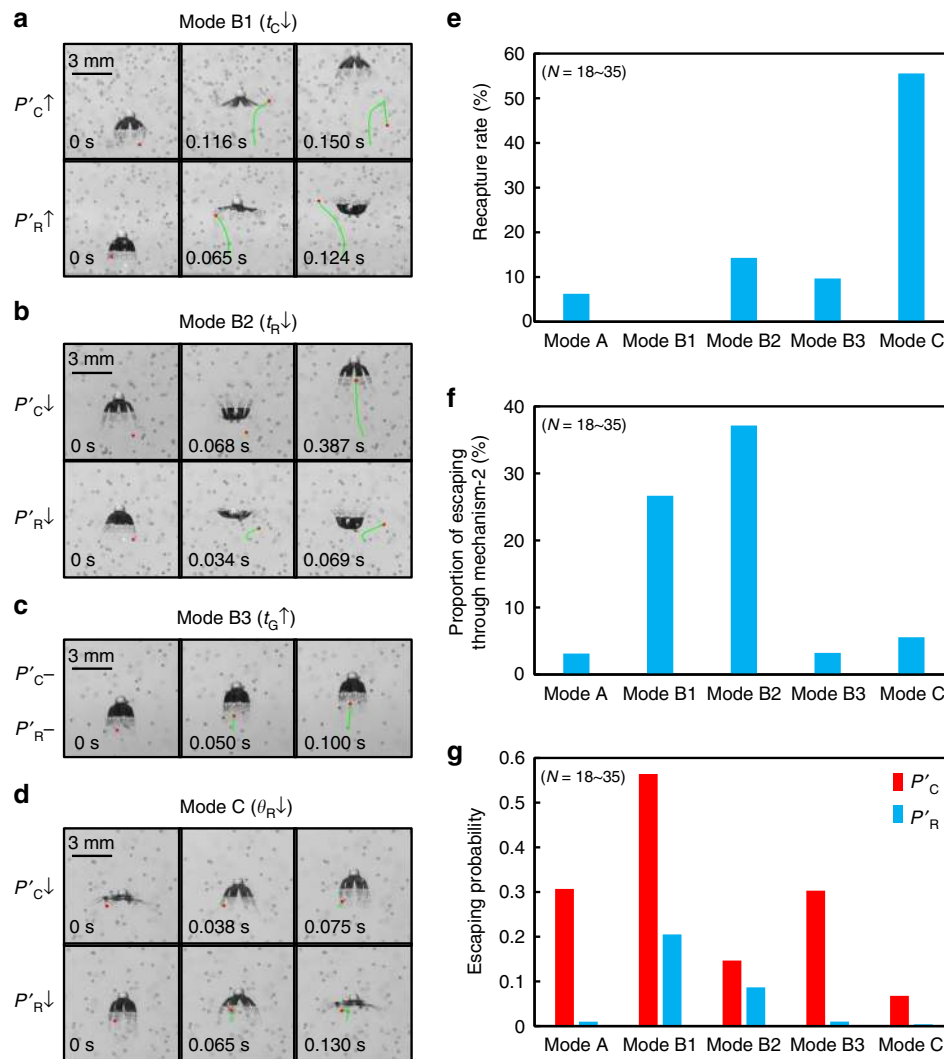 a
Mode B1 (t_C↓)
3 mm
P′_C↑
0 s
0.116 s
0.150 s
P′_R↑
0 s
0.065 s
0.124 s
b
Mode B2 (t_R↓)
3 mm
P′_C↓
0 s
0.068 s
0.387 s
P′_R↓
0 s
0.034 s
0.069 s
c
Mode B3 (t_G↑)
3 mm
P′_C–
P′_R–
0 s
0.050 s
0.100 s
d
Mode C (θ_R↓)
3 mm
P′_C↓
0 s
0.038 s
0.075 s
P′_R↓
0 s
0.065 s
0.130 s
e
(N = 18~35)
Recapture rate (%)
60
50
40
30
20
10
0
Mode A Mode B1 Mode B2 Mode B3 Mode C
f
(N = 18~35)
Proportion of escaping
through mechanism-2 (%)
40
30
20
10
0
Mode A Mode B1 Mode B2 Mode B3 Mode C
g
(N = 18~35)
P′_C
P′_R
Escaping probability
0.6
0.5
0.4
0.3
0.2
0.1
0
Mode A Mode B1 Mode B2 Mode B3 Mode C